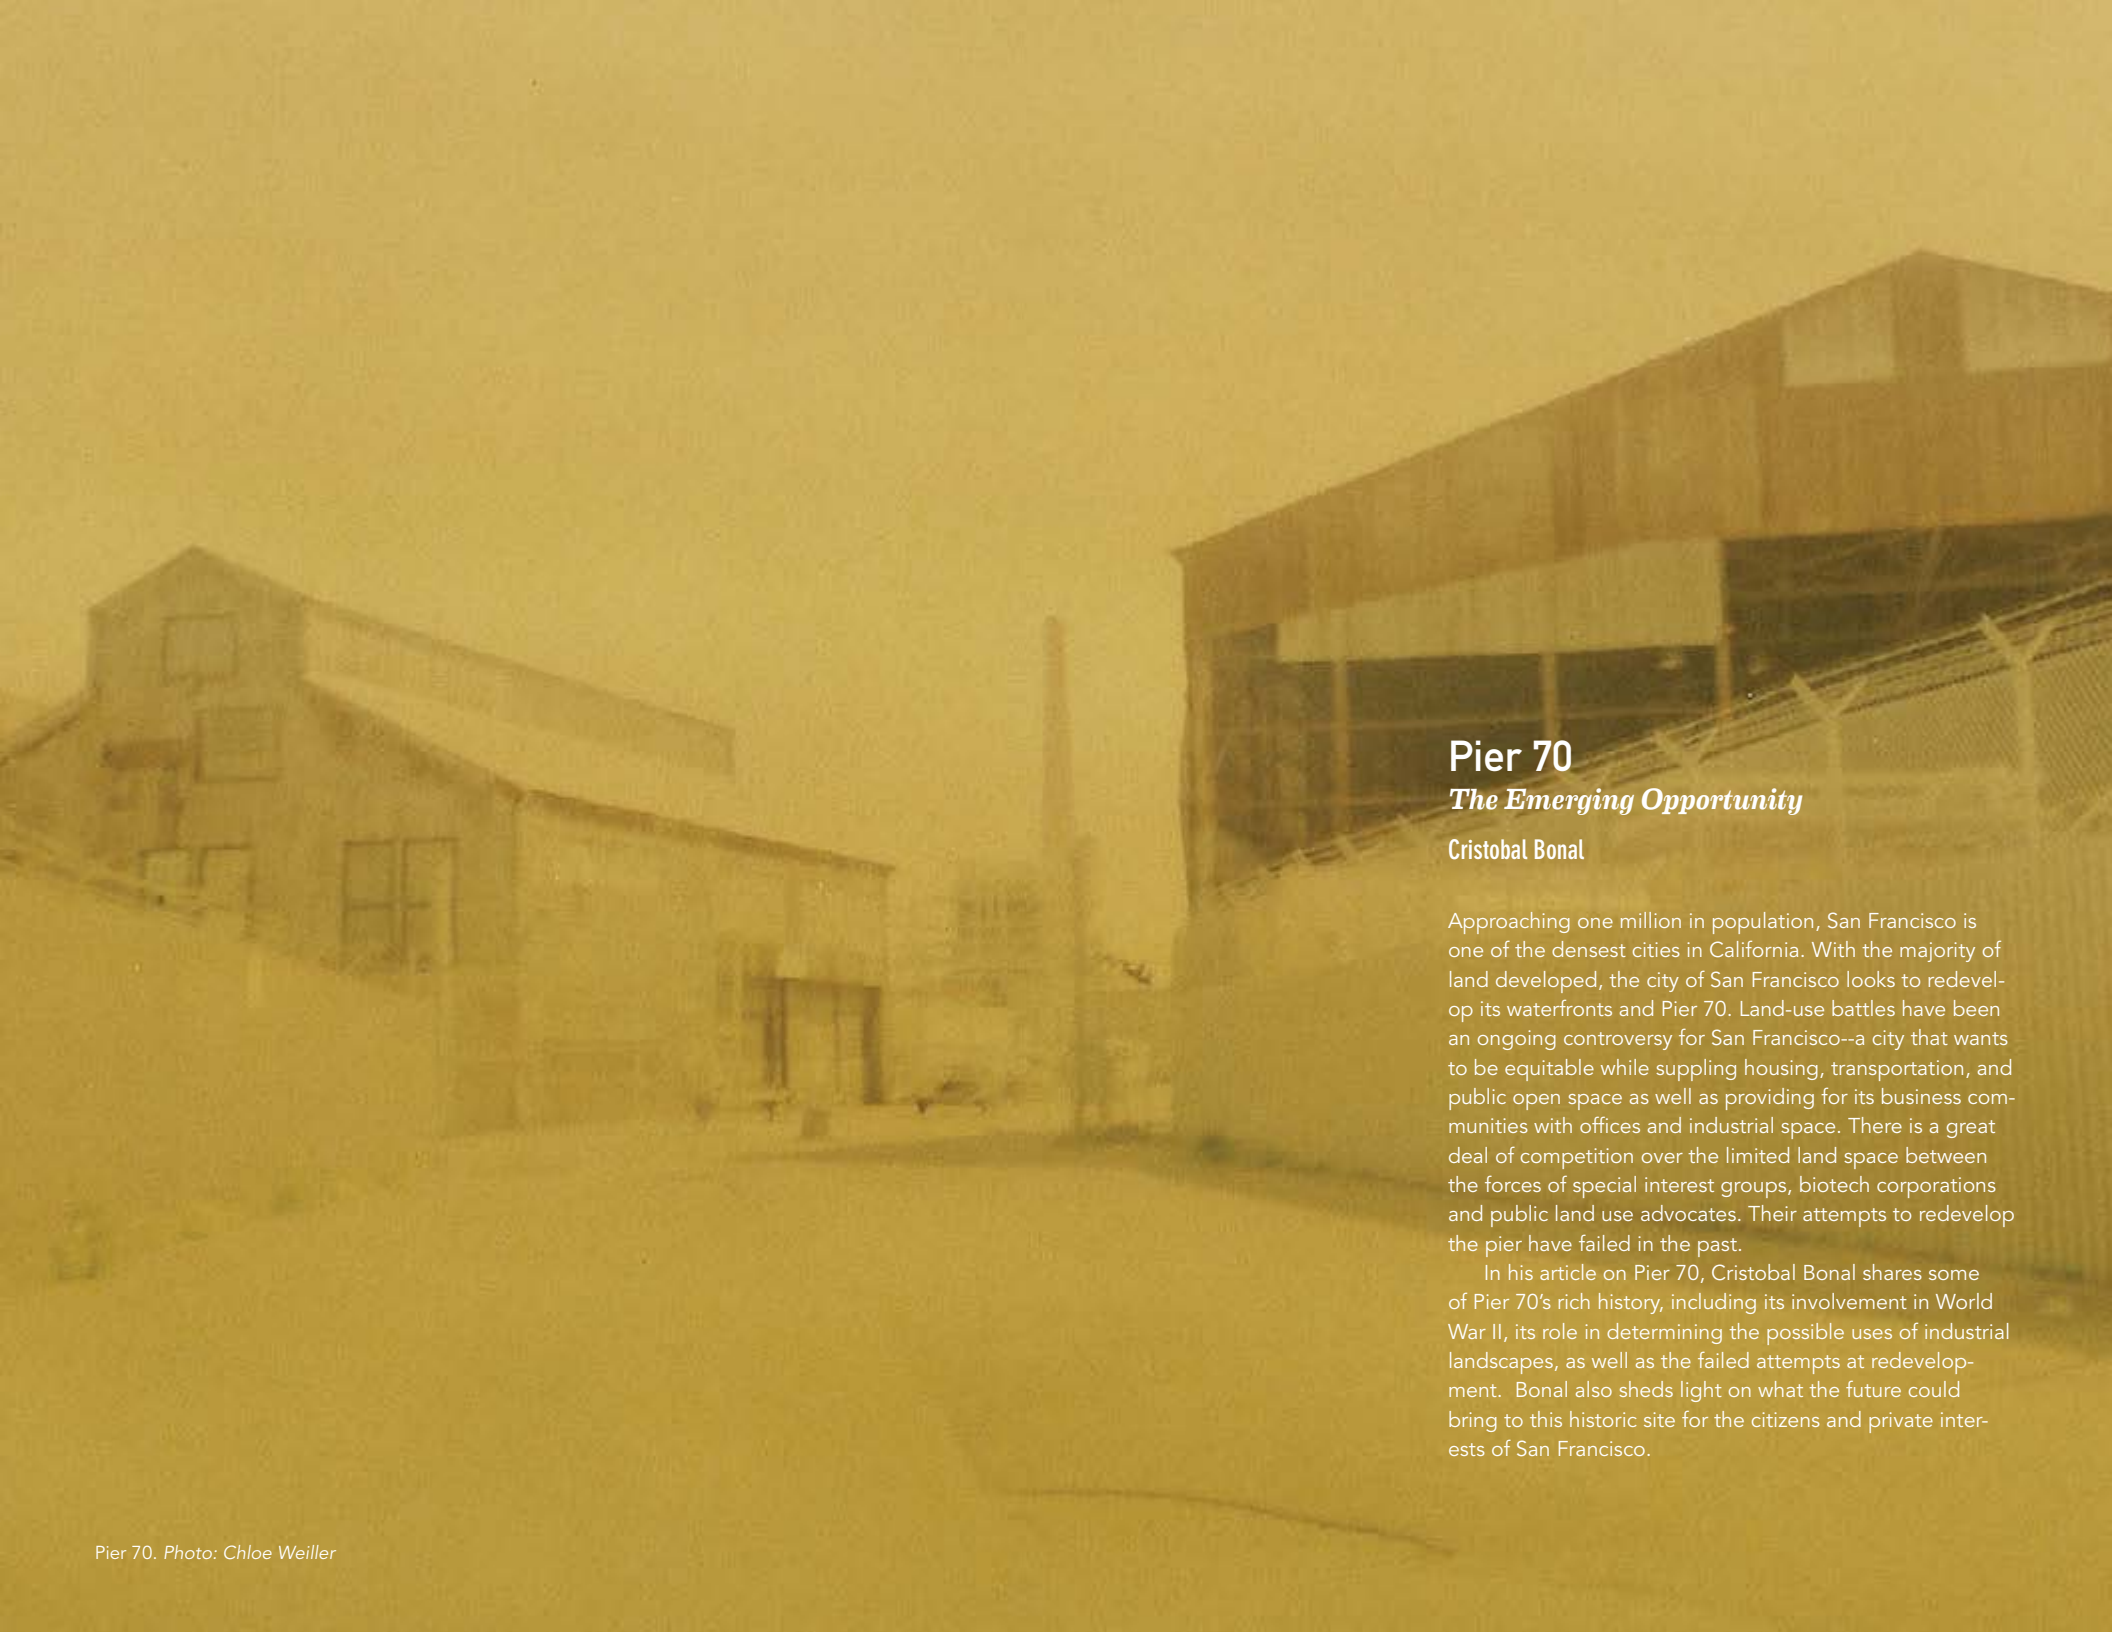 Pier 70
The Emerging Opportunity
Cristobal Bonal
Approaching one million in population, San Francisco is
one of the densest cities in California. With the majority of
land developed, the city of San Francisco looks to redevel-
op its waterfronts and Pier 70. Land-use battles have been
an ongoing controversy for San Francisco--a city that wants
to be equitable while suppling housing, transportation, and
public open space as well as providing for its business com-
munities with offices and industrial space. There is a great
deal of competition over the limited land space between
the forces of special interest groups, biotech corporations
and public land use advocates. Their attempts to redevelop
the pier have failed in the past.
In his article on Pier 70, Cristobal Bonal shares some
of Pier 70's rich history, including its involvement in World
War II, its role in determining the possible uses of industrial
landscapes, as well as the failed attempts at redevelop-
ment.  Bonal also sheds light on what the future could
bring to this historic site for the citizens and private inter-
ests of San Francisco.
Pier 70. Photo: Chloe Weiller